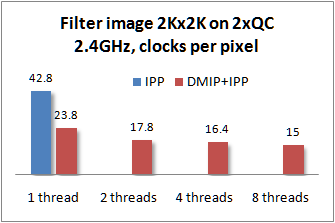 Filter image 2Kx2K on 2xQC
2.4GHz, clocks per pixel
IPP DMIP+IPP
42.8
23.8
17.8
16.4
15
1 thread 2 threads 4 threads 8 threads